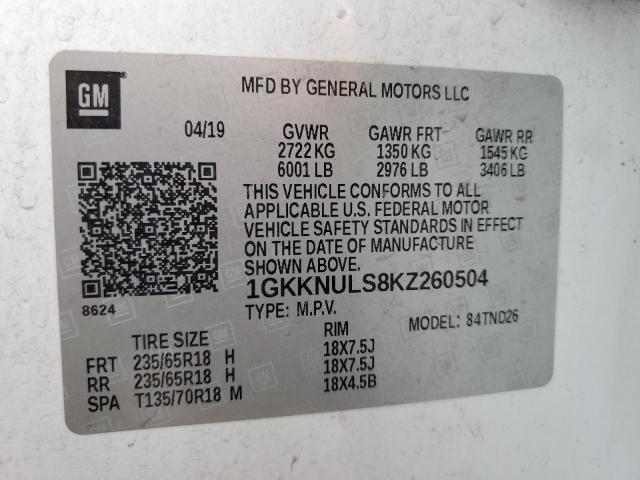 GM
MFD BY GENERAL MOTORS LLC
04/19 GVWR GAWR FRT GAWR RR
2722 KG 1350 KG 1545 KG
6001 LB 2976 LB 3406 LB
THIS VEHICLE CONFORMS TO ALL
APPLICABLE U.S. FEDERAL MOTOR
VEHICLE SAFETY STANDARDS IN EFFECT
ON THE DATE OF MANUFACTURE
SHOWN ABOVE.
1GKKNULS8KZ260504
8624
TYPE: M.P.V. MODEL: 84TND26
TIRE SIZE RIM
FRT 235/65R18 H 18X7.5J
RR 235/65R18 H 18X7.5J
SPA T135/70R18 M 18X4.5B